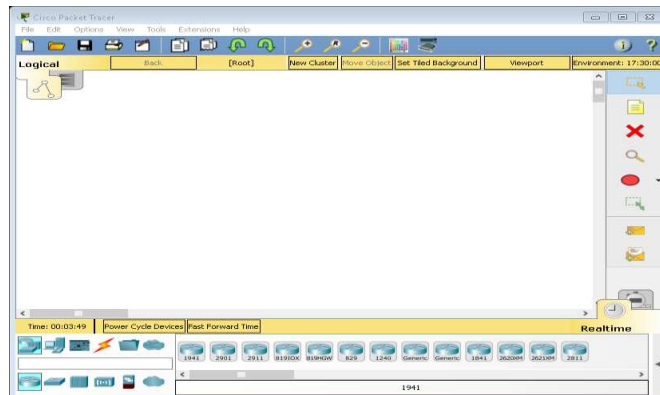 Cisco Packet Tracer
File Edit Options View Tools Extensions Help
Logical Back [Root] New Cluster Move Object Set Tiled Background Viewport Environment: 17:30:00
Time: 00:03:49 Power Cycle Devices Fast Forward Time Realtime
1941 2901 2911 819IOX 819HGW 829 1240 Generic Generic 1841 2620XM 2621XM 2811
1941